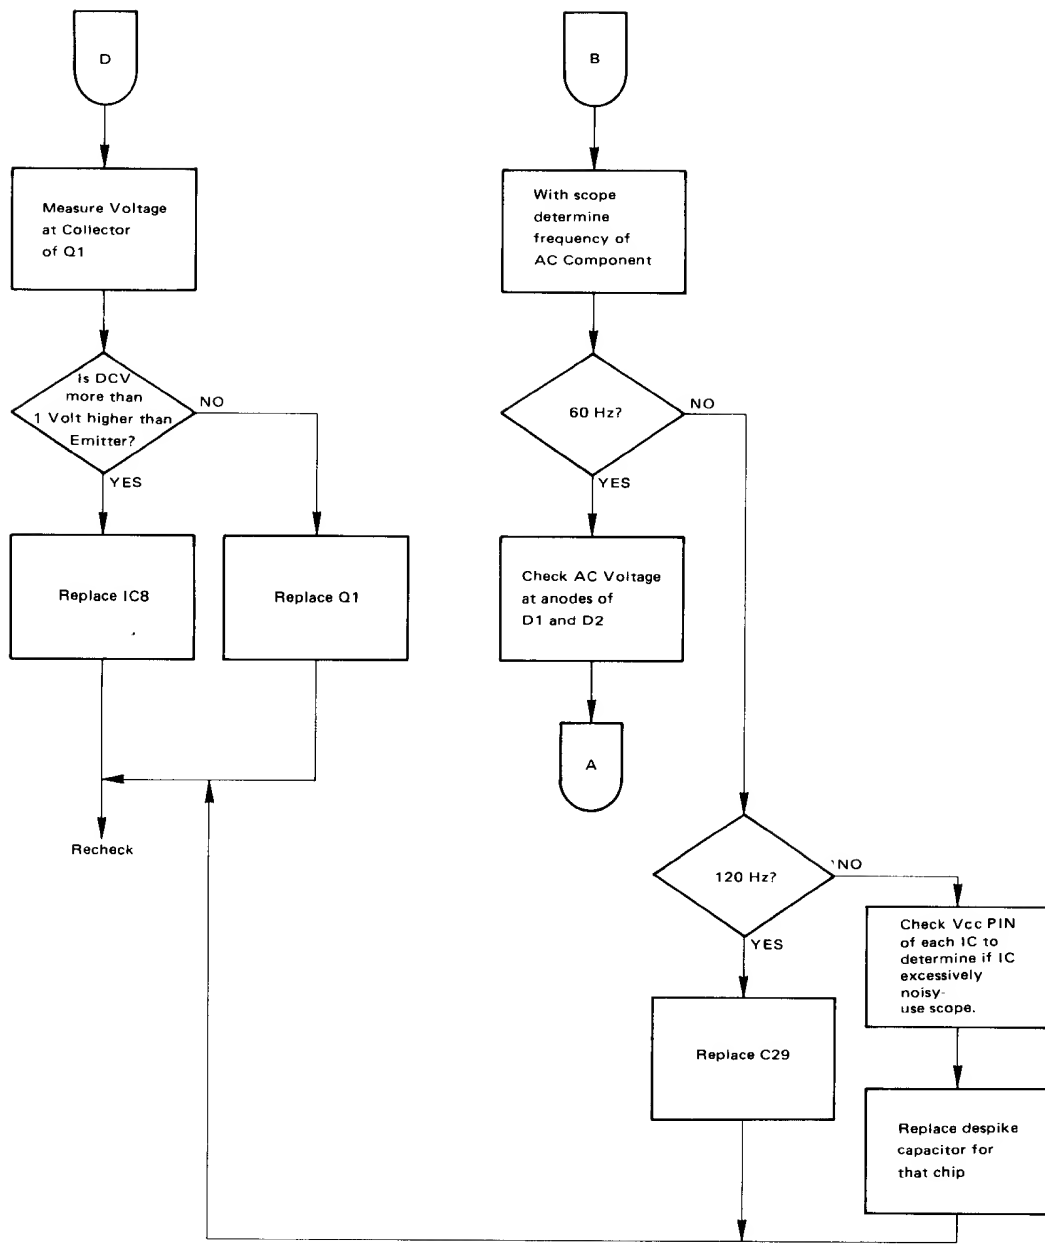 D
Measure Voltage
at Collector
of Q1
Is DCV
more than
1 Volt higher than
Emitter?
NO
YES
Replace IC8
Replace Q1
Recheck
B
With scope
determine
frequency of
AC Component
60 Hz?
NO
YES
Check AC Voltage
at anodes of
D1 and D2
A
120 Hz?
NO
YES
Replace C29
Check Vcc PIN
of each IC to
determine if IC
excessively
noisy-
use scope.
Replace despike
capacitor for
that chip